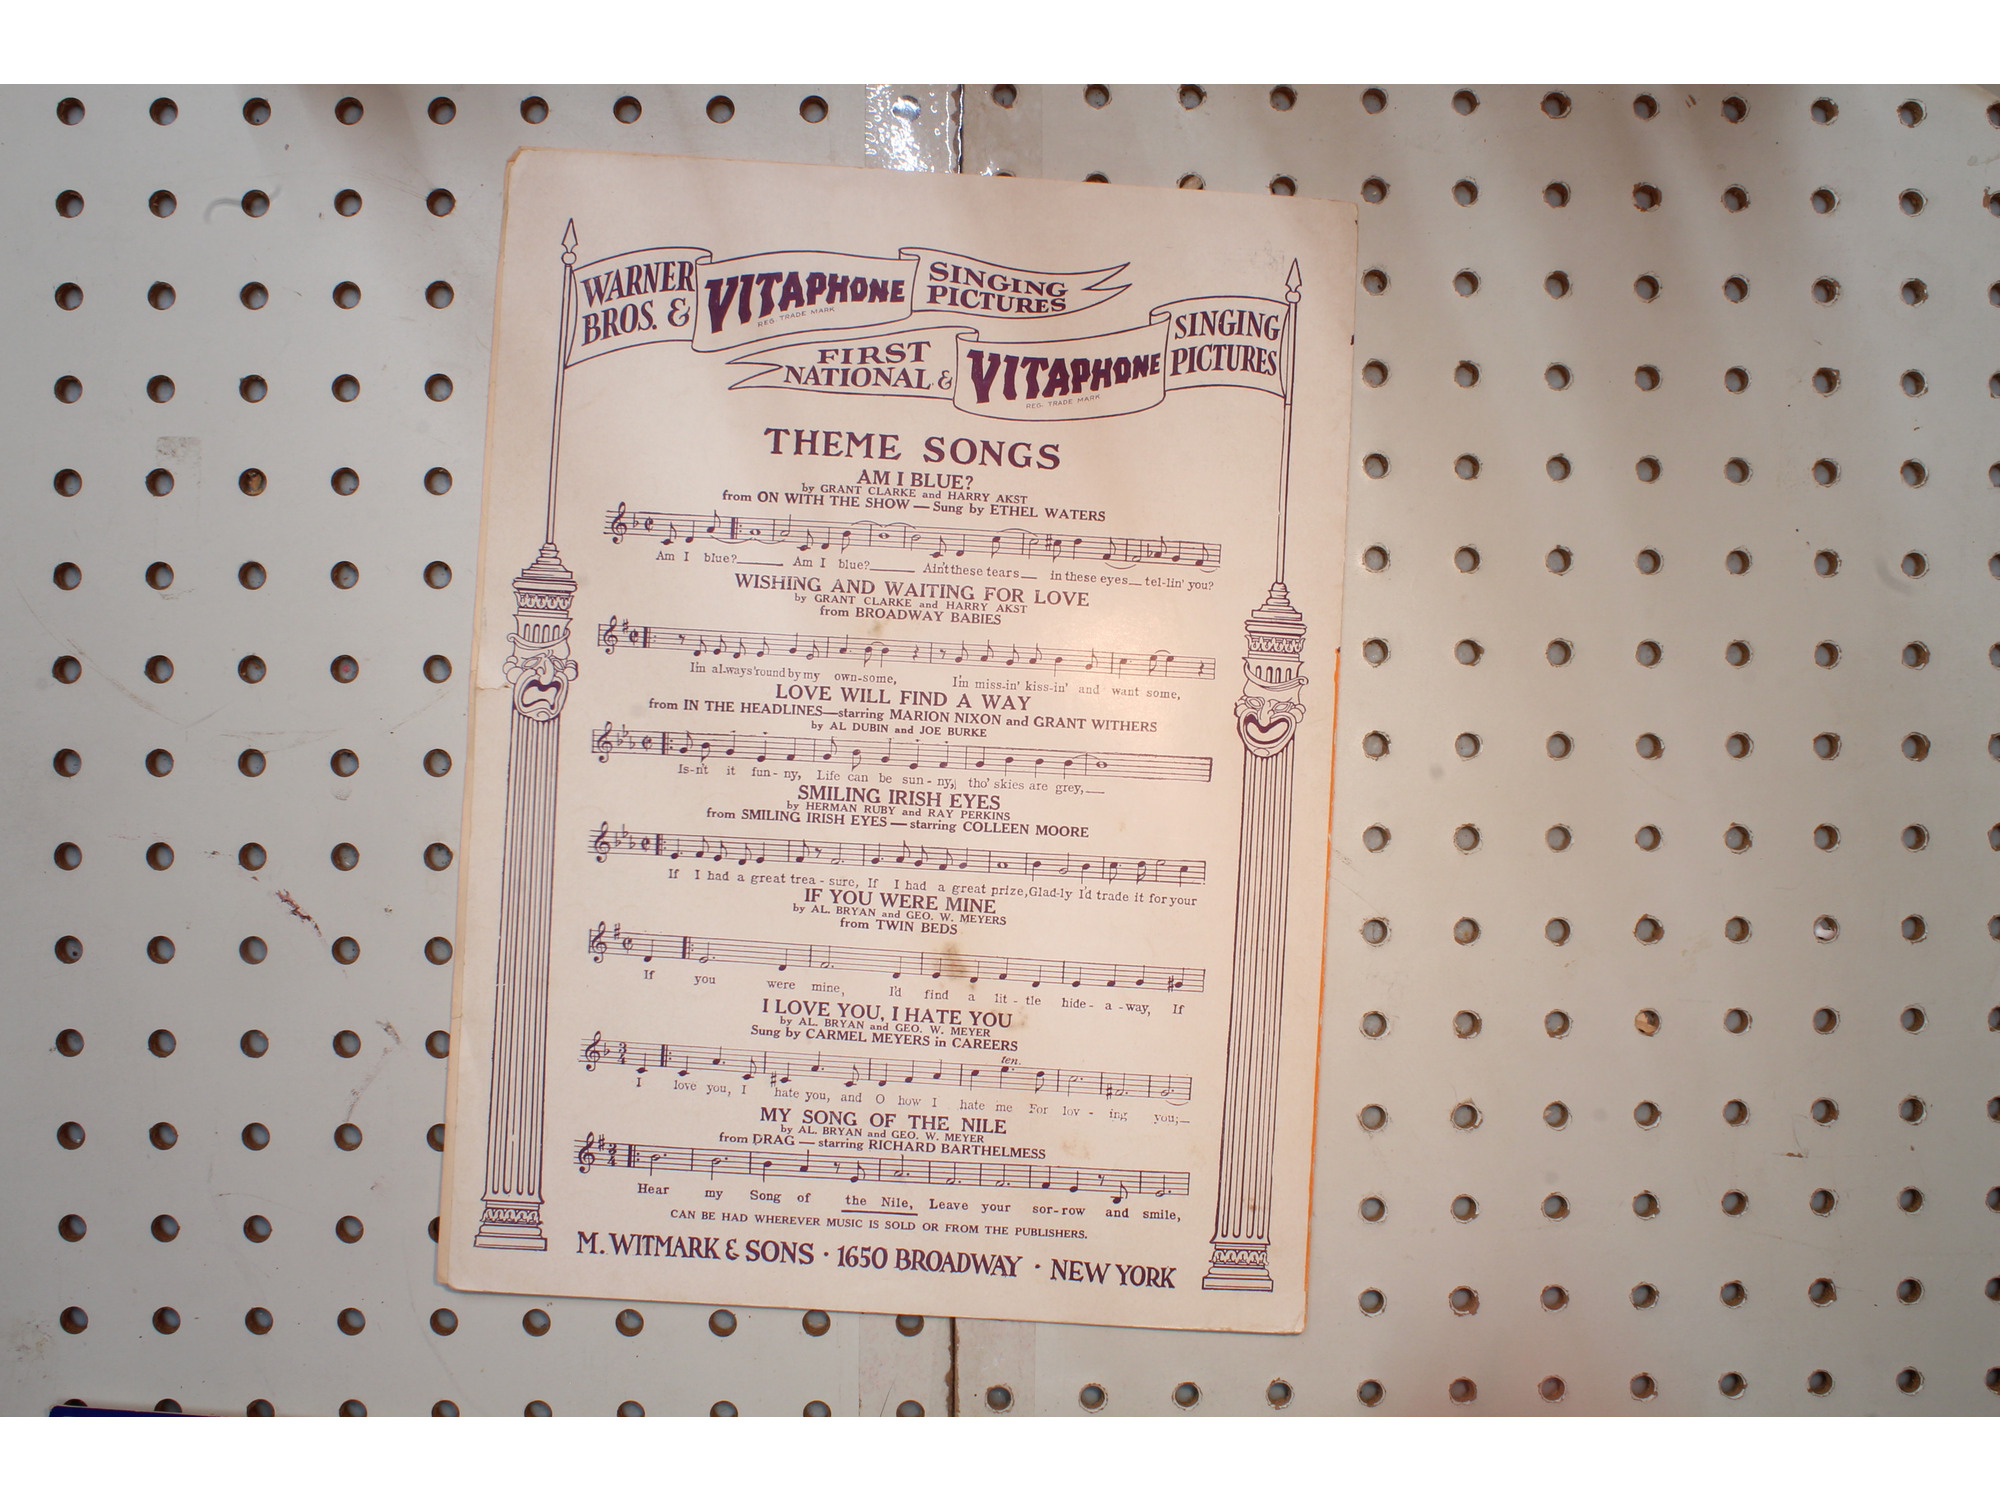 WARNER BROS. & VITAPHONE SINGING PICTURES
REG. TRADE MARK
FIRST NATIONAL & VITAPHONE SINGING PICTURES
REG. TRADE MARK
THEME SONGS
AM I BLUE?
by GRANT CLARKE and HARRY AKST
from ON WITH THE SHOW — Sung by ETHEL WATERS
Am I blue?____ Am I blue?____ Ain't these tears__ in these eyes__ tel-lin' you?
WISHING AND WAITING FOR LOVE
by GRANT CLARKE and HARRY AKST
from BROADWAY BABIES
I'm al-ways 'round by my own-some, I'm miss-in' kiss-in' and want some,
LOVE WILL FIND A WAY
from IN THE HEADLINES—starring MARION NIXON and GRANT WITHERS
by AL DUBIN and JOE BURKE
Is-n't it fun-ny, Life can be sun-ny, tho' skies are grey,__
SMILING IRISH EYES
by HERMAN RUBY and RAY PERKINS
from SMILING IRISH EYES — starring COLLEEN MOORE
If I had a great trea-sure, If I had a great prize, Glad-ly I'd trade it for your
IF YOU WERE MINE
by AL. BRYAN and GEO. W. MEYERS
from TWIN BEDS
If you were mine, I'd find a lit-tle hide-a-way, If
I LOVE YOU, I HATE YOU
by AL. BRYAN and GEO. W. MEYER
Sung by CARMEL MEYERS in CAREERS
ten.
I love you, I hate you, and O how I hate me For lov-ing you;__
MY SONG OF THE NILE
by AL. BRYAN and GEO. W. MEYER
from DRAG — starring RICHARD BARTHELMESS
Hear my Song of the Nile, Leave your sor-row and smile,
CAN BE HAD WHEREVER MUSIC IS SOLD OR FROM THE PUBLISHERS.
M. WITMARK & SONS · 1650 BROADWAY · NEW YORK